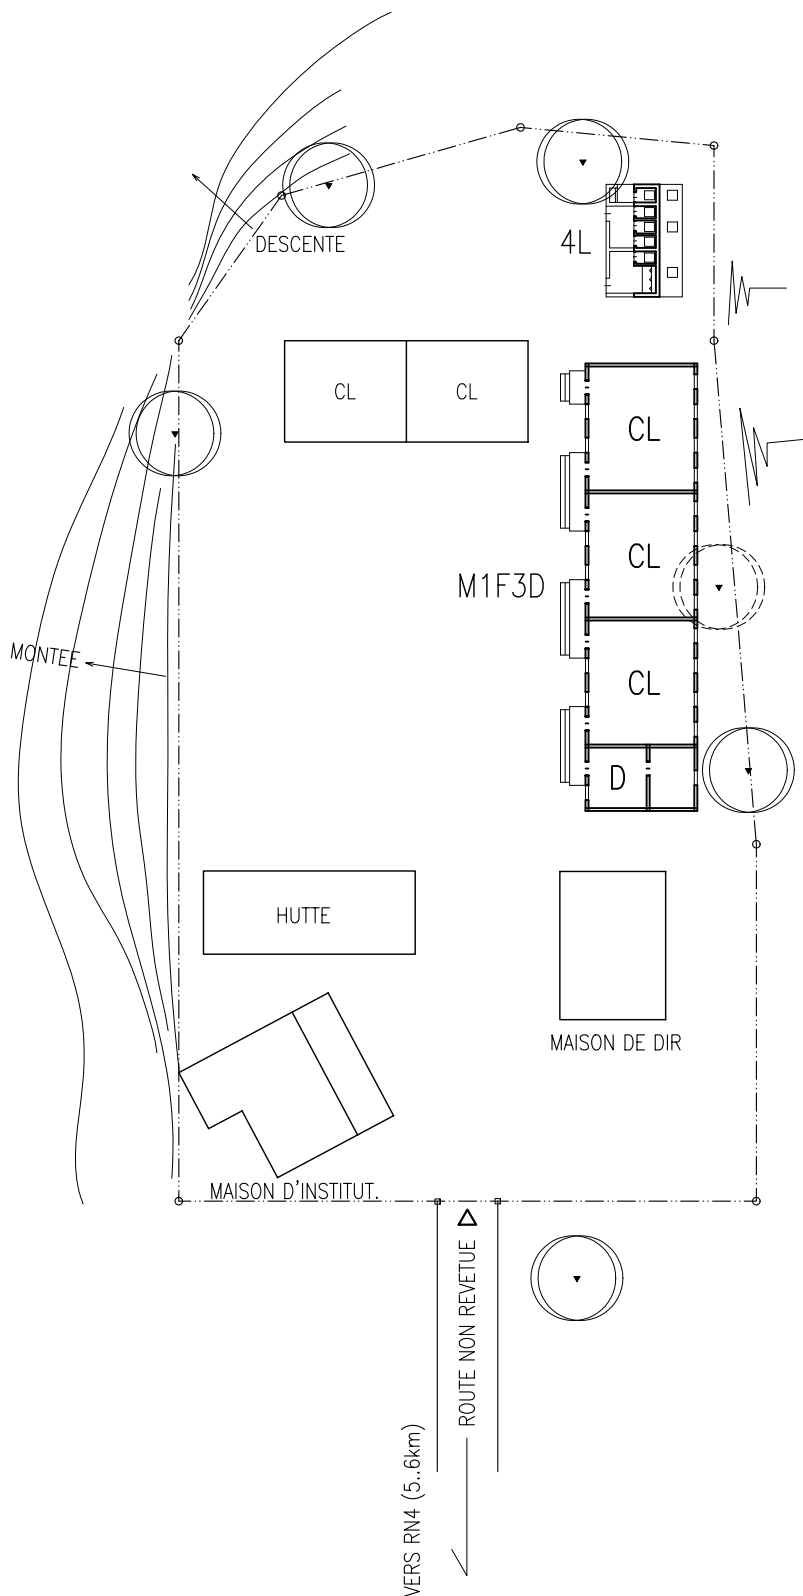 DESCENTE
4L
CL
CL
CL
CL
M1F3D
MONTEE
CL
D
HUTTE
MAISON DE DIR
MAISON D'INSTITUT.
ROUTE NON REVETUE
VERS RN4 (5..6km)